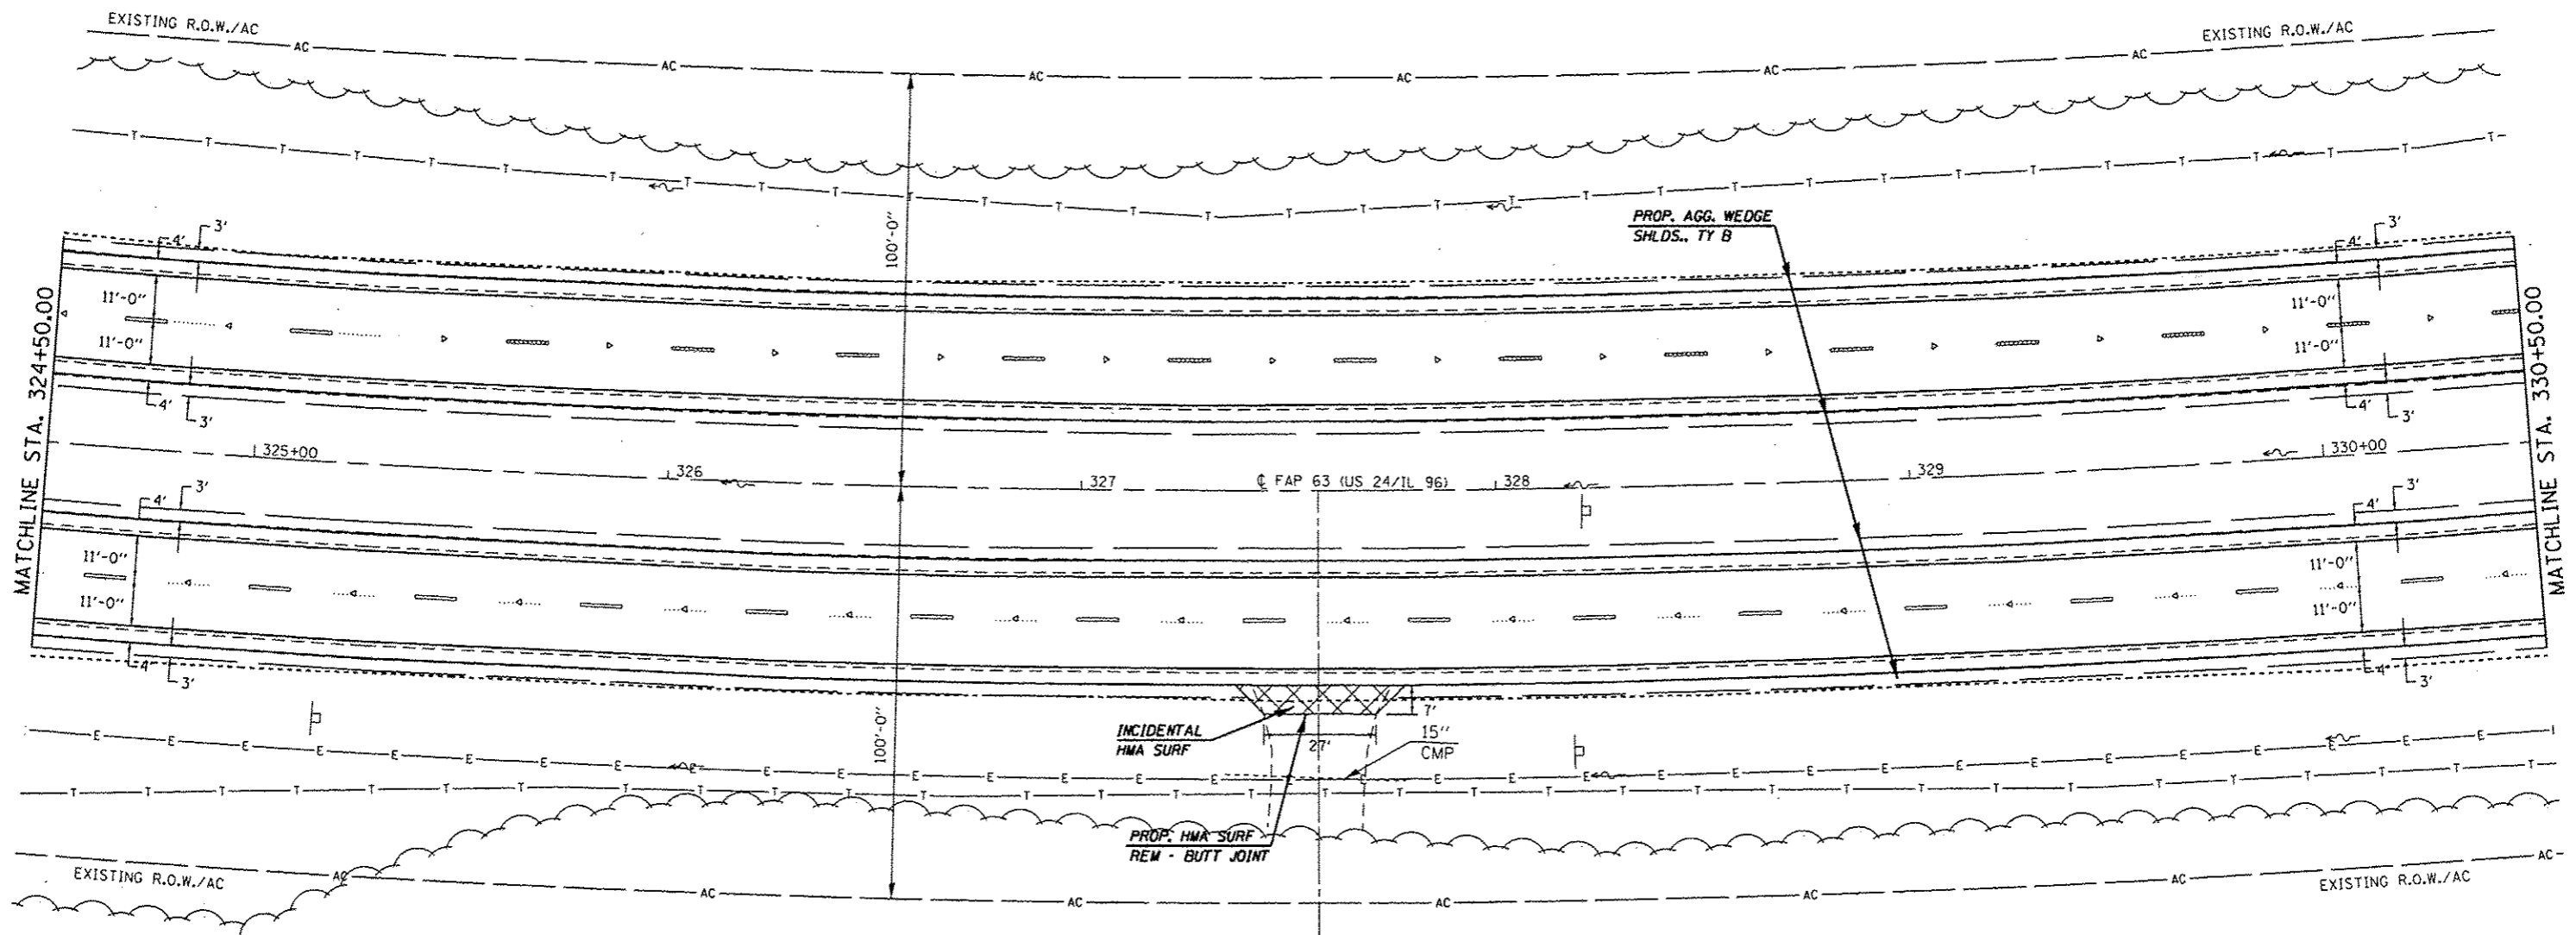 EXISTING R.O.W./AC
EXISTING R.O.W./AC
AC AC AC AC AC AC
T T T T T T T T T T T T T T T T T T T
100'-0"
PROP. AGG. WEDGE
SHLDS., TY B
4' 3'
4' 3'
11'-0"
11'-0"
11'-0"
11'-0"
4' 3'
4' 3'
MATCHLINE STA. 324+50.00
MATCHLINE STA. 330+50.00
325+00 326 327 ℄ FAP 63 (US 24/IL 96) 328 329 330+00
4' 3'
4' 3'
11'-0"
11'-0"
11'-0"
11'-0"
4' 3'
4' 3'
100'-0"
INCIDENTAL
HMA SURF
7'
27'
15"
CMP
E E E E E E E E E E E E E E E E E E E E E
T T T T T T T T T T T T T T T T T T T T T
PROP. HMA SURF
REM - BUTT JOINT
EXISTING R.O.W./AC
AC AC AC AC AC AC AC
EXISTING R.O.W./AC